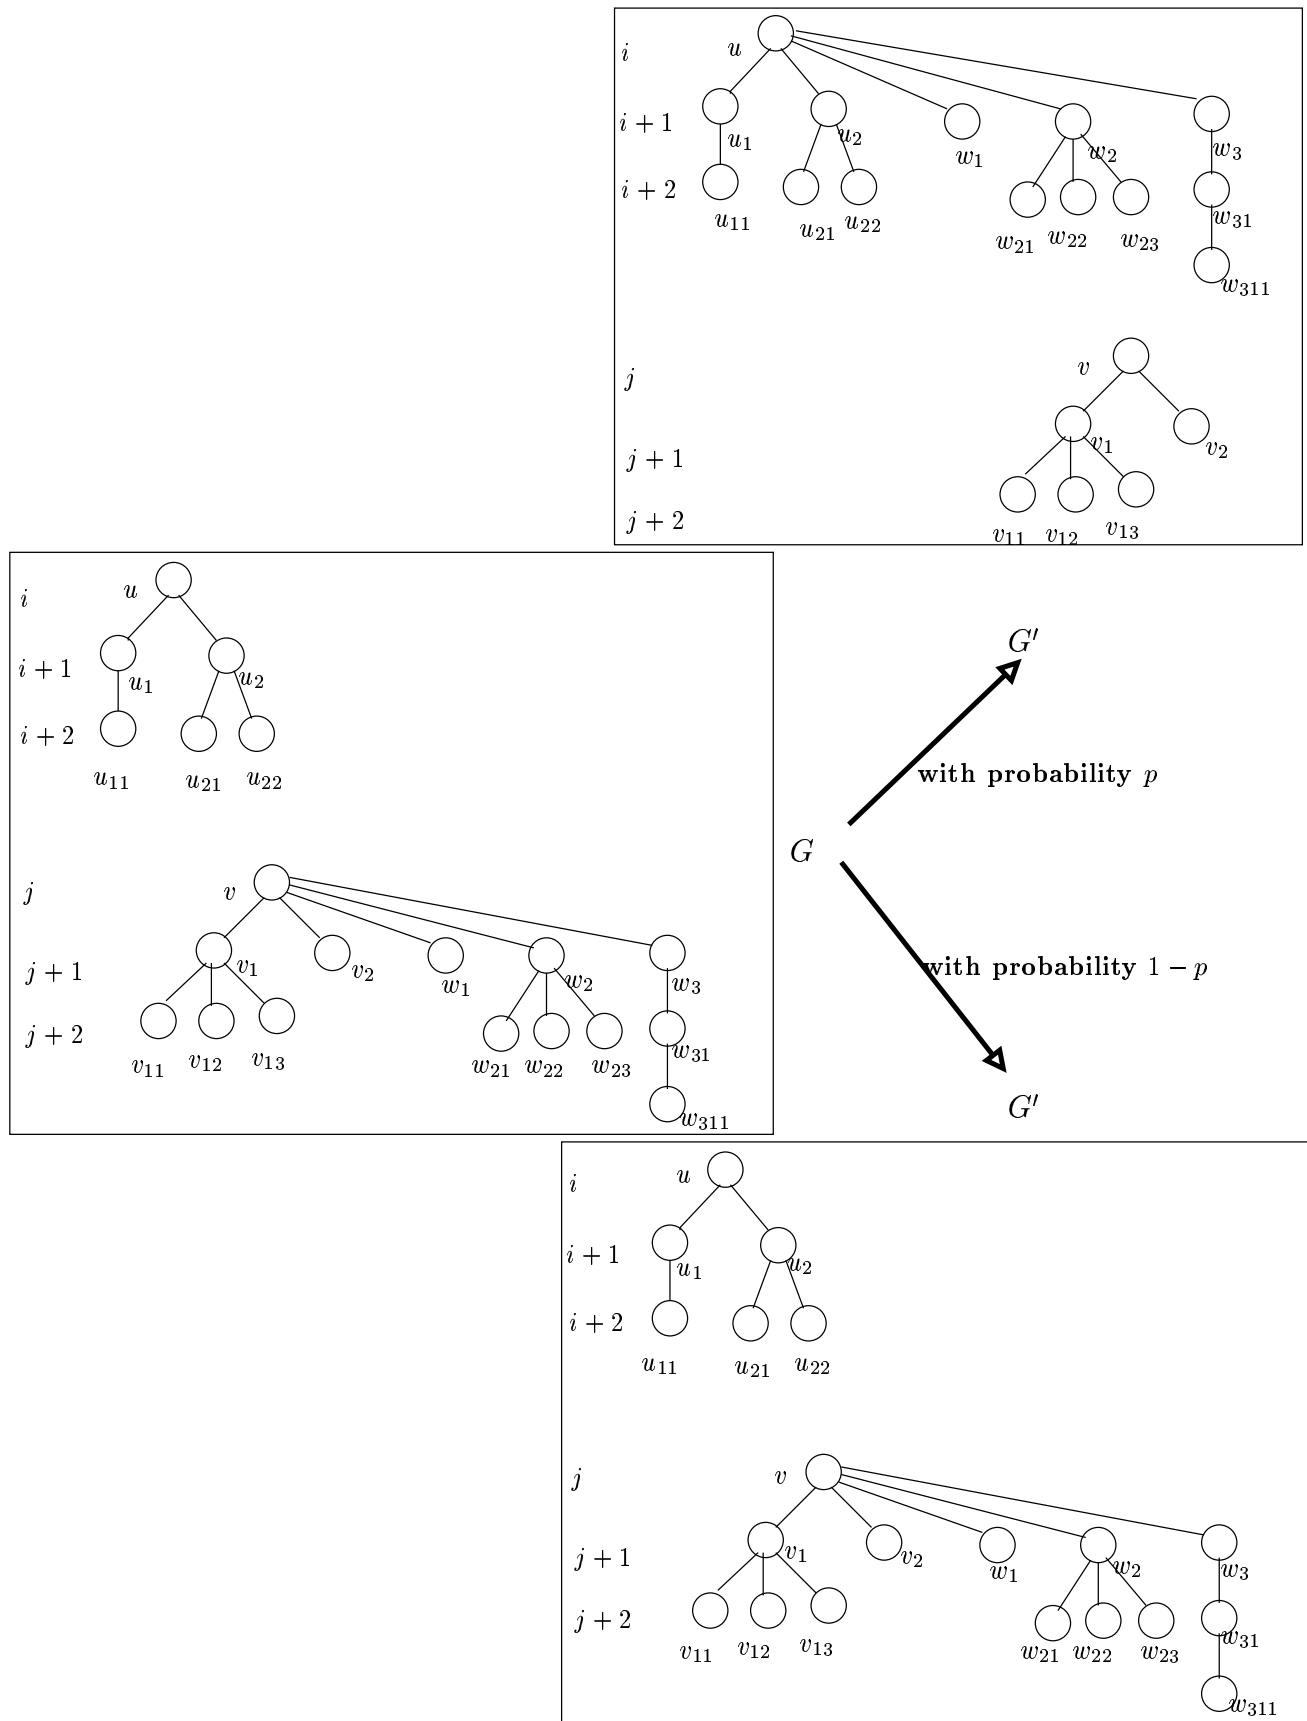 i
u
i + 1
u₁
u₂
w₁
w₂
w₃
i + 2
u₁₁
u₂₁
u₂₂
w₂₁
w₂₂
w₂₃
w₃₁
w₃₁₁
j
v
j + 1
v₁
v₂
j + 2
v₁₁
v₁₂
v₁₃
i
u
i + 1
u₁
u₂
i + 2
u₁₁
u₂₁
u₂₂
j
v
j + 1
v₁
v₂
w₁
w₂
w₃
j + 2
v₁₁
v₁₂
v₁₃
w₂₁
w₂₂
w₂₃
w₃₁
w₃₁₁
G′
with probability p
G
with probability 1 − p
G′
i
u
i + 1
u₁
u₂
i + 2
u₁₁
u₂₁
u₂₂
j
v
j + 1
v₁
v₂
w₁
w₂
w₃
j + 2
v₁₁
v₁₂
v₁₃
w₂₁
w₂₂
w₂₃
w₃₁
w₃₁₁